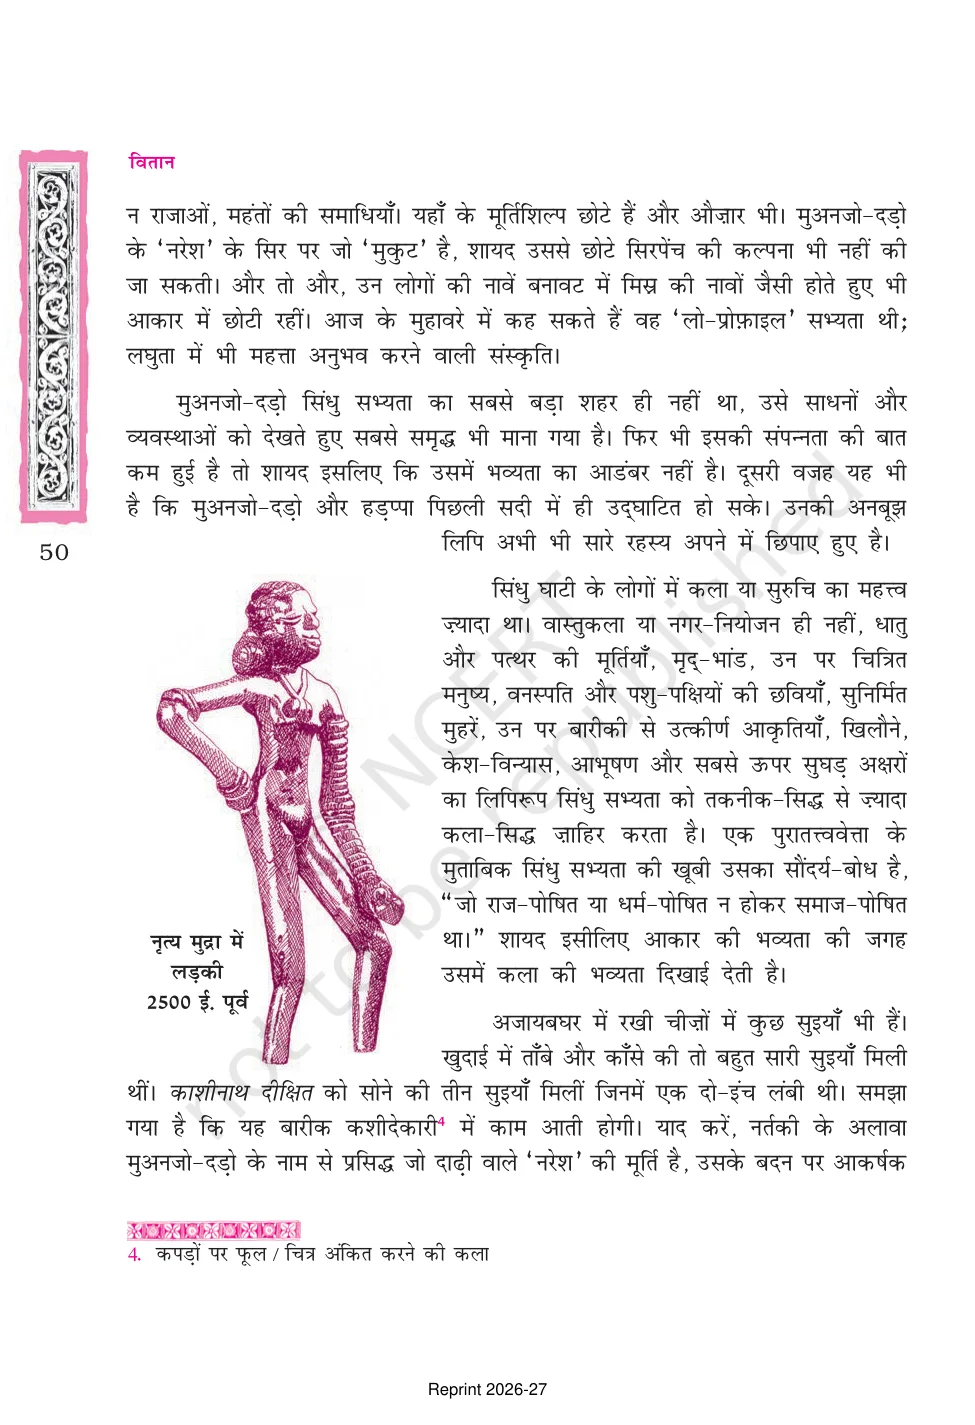 वितान
न राजाओं, महंतों की समाधियाँ। यहाँ के मूर्तिशिल्प छोटे हैं और औज़ार भी। मुअनजो-दड़ो
के ‘नरेश’ के सिर पर जो ‘मुकुट’ है, शायद उससे छोटे सिरपेंच की कल्पना भी नहीं की
जा सकती। और तो और, उन लोगों की नावें बनावट में मिस्र की नावों जैसी होते हुए भी
आकार में छोटी रहीं। आज के मुहावरे में कह सकते हैं वह ‘लो-प्रोफ़ाइल’ सभ्यता थी;
लघुता में भी महत्ता अनुभव करने वाली संस्कृति।
मुअनजो-दड़ो सिंधु सभ्यता का सबसे बड़ा शहर ही नहीं था, उसे साधनों और
व्यवस्थाओं को देखते हुए सबसे समृद्ध भी माना गया है। फिर भी इसकी संपन्नता की बात
कम हुई है तो शायद इसलिए कि उसमें भव्यता का आडंबर नहीं है। दूसरी वजह यह भी
है कि मुअनजो-दड़ो और हड़प्पा पिछली सदी में ही उद्‌घाटित हो सके। उनकी अनबूझ
लिपि अभी भी सारे रहस्य अपने में छिपाए हुए है।
50
सिंधु घाटी के लोगों में कला या सुरुचि का महत्त्व
ज़्यादा था। वास्तुकला या नगर-नियोजन ही नहीं, धातु
और पत्थर की मूर्तियाँ, मृद्-भांड, उन पर चित्रित
मनुष्य, वनस्पति और पशु-पक्षियों की छवियाँ, सुनिर्मित
मुहरें, उन पर बारीकी से उत्कीर्ण आकृतियाँ, खिलौने,
केश-विन्यास, आभूषण और सबसे ऊपर सुघड़ अक्षरों
का लिपिरूप सिंधु सभ्यता को तकनीक-सिद्ध से ज़्यादा
कला-सिद्ध ज़ाहिर करता है। एक पुरातत्त्ववेत्ता के
मुताबिक सिंधु सभ्यता की खूबी उसका सौंदर्य-बोध है,
“जो राज-पोषित या धर्म-पोषित न होकर समाज-पोषित
था।” शायद इसीलिए आकार की भव्यता की जगह
उसमें कला की भव्यता दिखाई देती है।
नृत्य मुद्रा में
लड़की
2500 ई. पूर्व
अजायबघर में रखी चीज़ों में कुछ सुइयाँ भी हैं।
खुदाई में ताँबे और काँसे की तो बहुत सारी सुइयाँ मिली
थीं। काशीनाथ दीक्षित को सोने की तीन सुइयाँ मिलीं जिनमें एक दो-इंच लंबी थी। समझा
गया है कि यह बारीक कशीदेकारी4 में काम आती होगी। याद करें, नर्तकी के अलावा
मुअनजो-दड़ो के नाम से प्रसिद्ध जो दाढ़ी वाले ‘नरेश’ की मूर्ति है, उसके बदन पर आकर्षक
4. कपड़ों पर फूल / चित्र अंकित करने की कला
NCERT
not to be republished
Reprint 2026-27